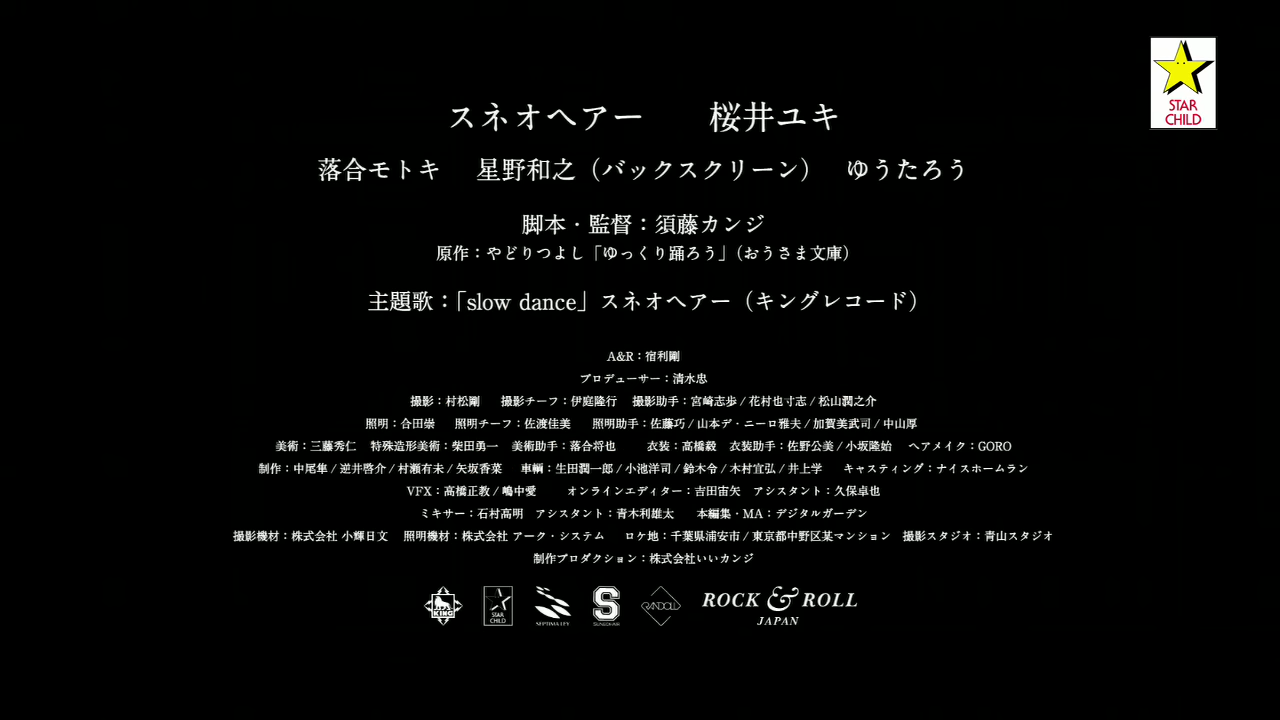 STAR
CHILD
スネオヘアー　　桜井ユキ
落合モトキ　星野和之（バックスクリーン）　ゆうたろう
脚本・監督：須藤カンジ
原作：やどりつよし「ゆっくり踊ろう」（おうさま文庫）
主題歌：「slow dance」スネオヘアー（キングレコード）
A&R：宿利剛
プロデューサー：清水忠
撮影：村松剛　撮影チーフ：伊庭隆行　撮影助手：宮崎志歩 / 花村也寸志 / 松山潤之介
照明：合田崇　照明チーフ：佐渡佳美　照明助手：佐藤巧 / 山本デ・ニーロ雅夫 / 加賀美武司 / 中山厚
美術：三藤秀仁　特殊造形美術：柴田勇一　美術助手：落合将也　衣装：高橋毅　衣装助手：佐野公美 / 小坂隆始　ヘアメイク：GORO
制作：中尾隼 / 逆井啓介 / 村瀬有未 / 矢坂香菜　車輌：生田潤一郎 / 小池洋司 / 鈴木令 / 木村宜弘 / 井上学　キャスティング：ナイスホームラン
VFX：高橋正教 / 嶋中愛　オンラインエディター：吉田宙矢　アシスタント：久保卓也
ミキサー：石村高明　アシスタント：青木利雄太　本編集・MA：デジタルガーデン
撮影機材：株式会社 小輝日文　照明機材：株式会社 アーク・システム　ロケ地：千葉県浦安市 / 東京都中野区某マンション　撮影スタジオ：青山スタジオ
制作プロダクション：株式会社いいカンジ
KING
STAR
CHILD
RANDOLL
ROCK & ROLL
JAPAN